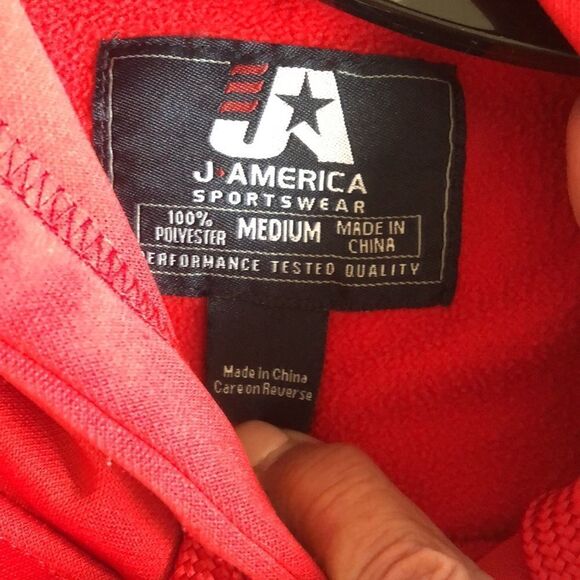 JA
J AMERICA
SPORTSWEAR
100% POLYESTER MEDIUM MADE IN CHINA
ERFORMANCE TESTED QUALITY
Made in China
Care on Reverse